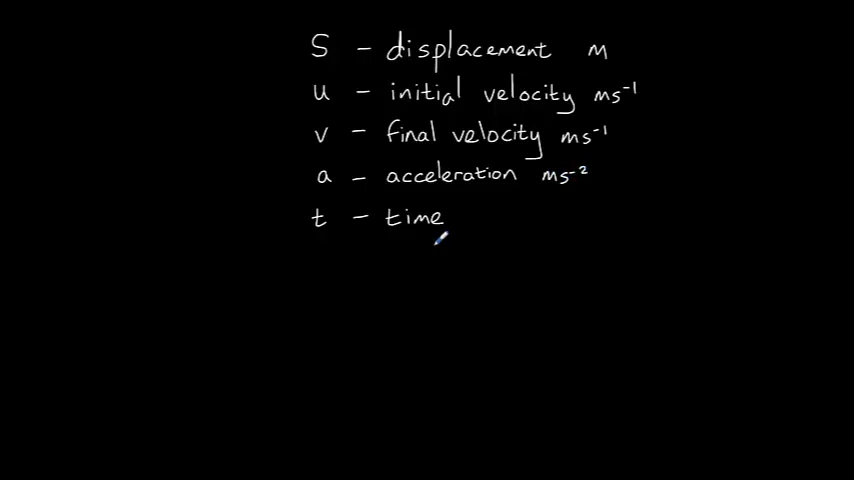 S - displacement m
u - initial velocity ms⁻¹
v - final velocity ms⁻¹
a - acceleration ms⁻²
t - time